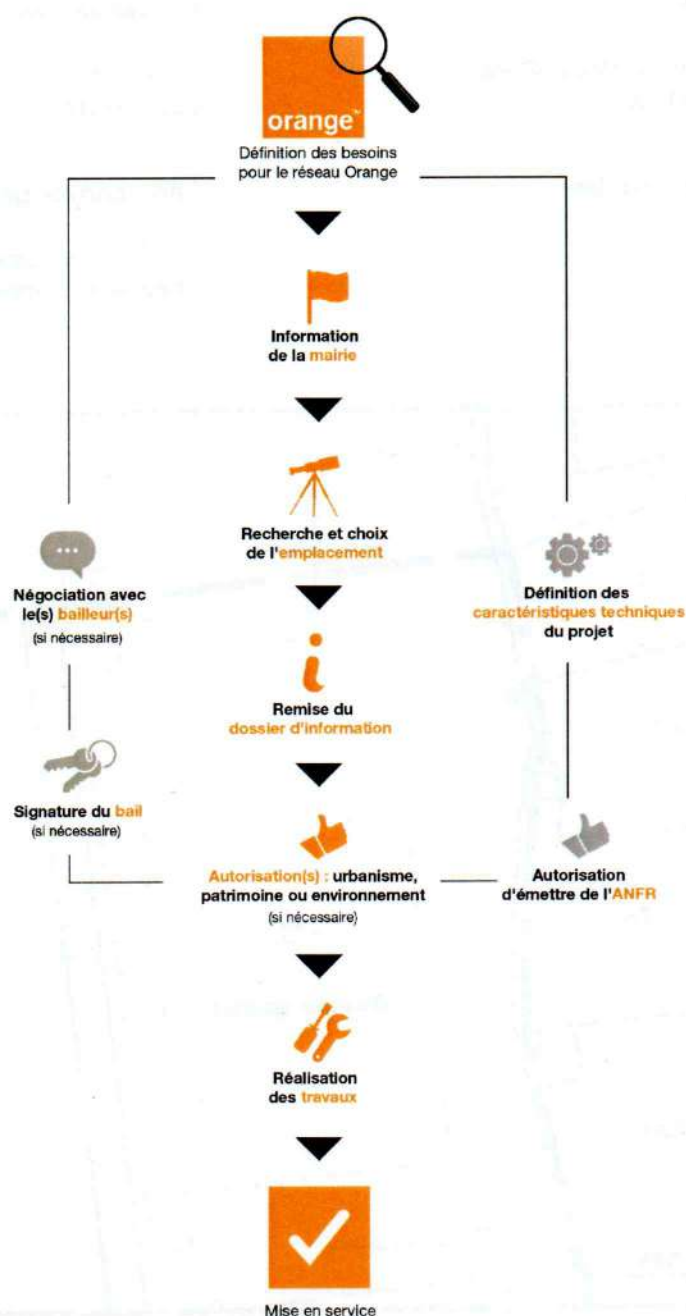 orange™
Définition des besoins
pour le réseau Orange
Information
de la mairie
Recherche et choix
de l'emplacement
Négociation avec
le(s) bailleur(s)
(si nécessaire)
Définition des
caractéristiques techniques
du projet
Remise du
dossier d'information
Signature du bail
(si nécessaire)
Autorisation(s) : urbanisme,
patrimoine ou environnement
(si nécessaire)
Autorisation
d'émettre de l'ANFR
Réalisation
des travaux
Mise en service